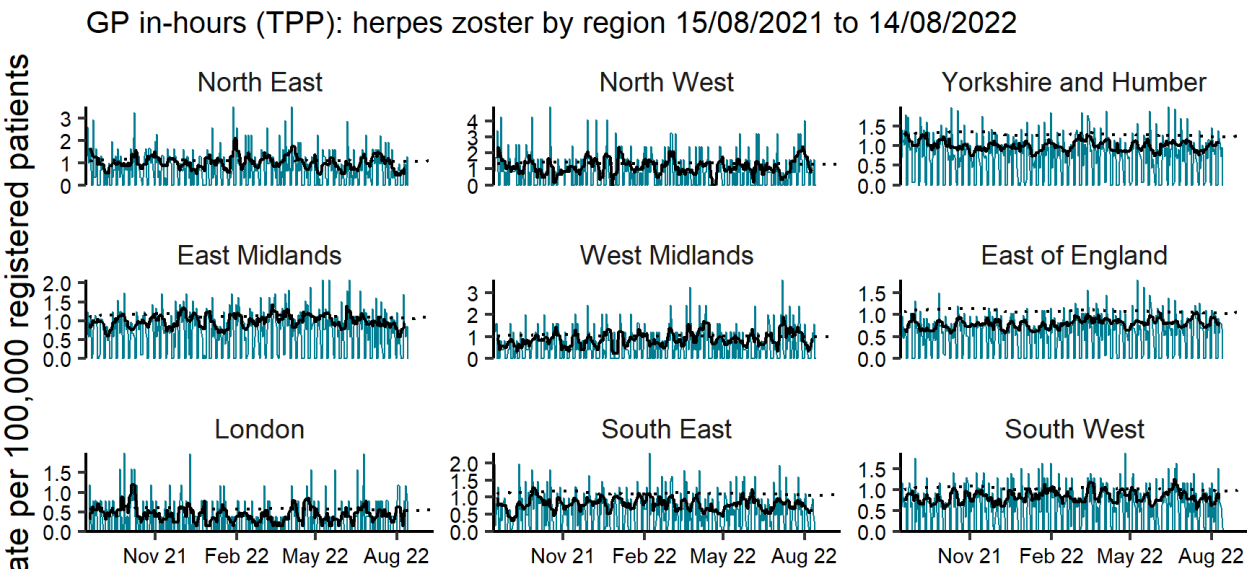 GP in-hours (TPP): herpes zoster by region 15/08/2021 to 14/08/2022
ate per 100,000 registered patients
North East
3
2
1
0
North West
4
3
2
1
0
Yorkshire and Humber
1.5
1.0
0.5
0.0
East Midlands
2.0
1.5
1.0
0.5
0.0
West Midlands
3
2
1
0
East of England
1.5
1.0
0.5
0.0
London
1.5
1.0
0.5
0.0
South East
2.0
1.5
1.0
0.5
0.0
South West
1.5
1.0
0.5
0.0
Nov 21 Feb 22 May 22 Aug 22
Nov 21 Feb 22 May 22 Aug 22
Nov 21 Feb 22 May 22 Aug 22